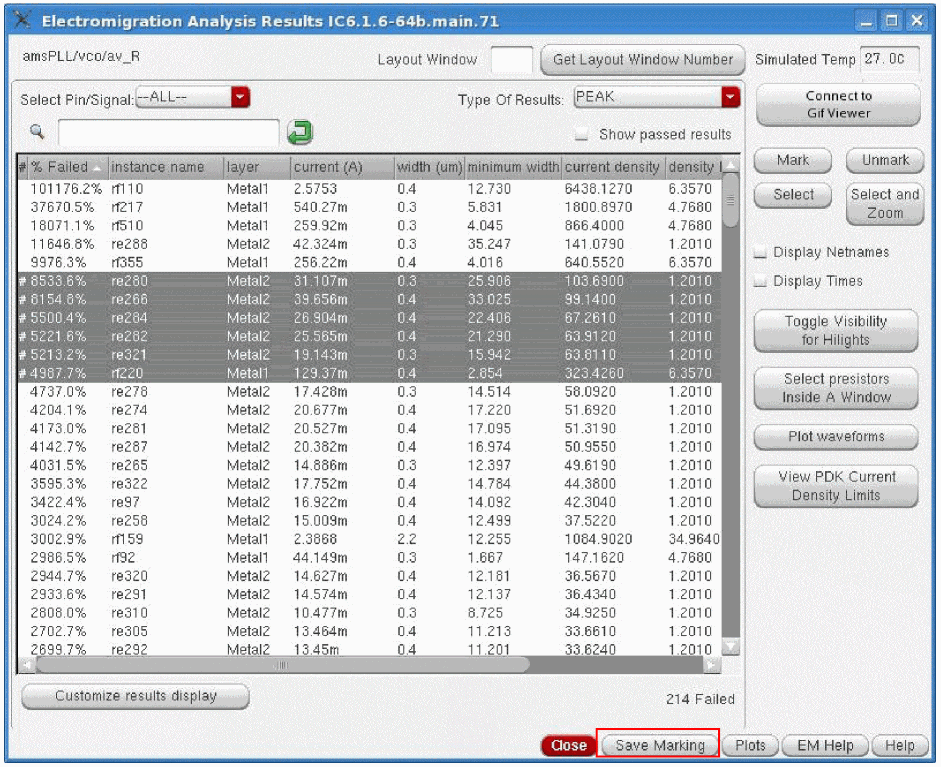 Electromigration Analysis Results IC6.1.6-64b.main.71
amsPLL/vco/av_R
Layout Window
Get Layout Window Number
Simulated Temp 27.0C
Select Pin/Signal: --ALL--
Type Of Results: PEAK
Connect to
Gif Viewer
Show passed results
# % Failed instance name layer current (A) width (um) minimum width current density density l
101176.2% rf110 Metal1 2.5753 0.4 12.730 6438.1270 6.3570
37670.5% rf217 Metal1 540.27m 0.3 5.831 1800.8970 4.7680
18071.1% rf510 Metal1 259.92m 0.3 4.045 866.4000 4.7680
11646.8% re288 Metal2 42.324m 0.3 35.247 141.0790 1.2010
9976.3% rf355 Metal1 256.22m 0.4 4.016 640.5520 6.3570
# 8533.6% re280 Metal2 31.107m 0.3 25.906 103.6900 1.2010
# 8154.6% re266 Metal2 39.656m 0.4 33.025 99.1400 1.2010
# 5500.4% re284 Metal2 26.904m 0.4 22.406 67.2610 1.2010
# 5221.6% re282 Metal2 25.565m 0.4 21.290 63.9120 1.2010
# 5213.2% re321 Metal2 19.143m 0.3 15.942 63.8110 1.2010
# 4987.7% rf220 Metal1 129.37m 0.4 2.854 323.4260 6.3570
4737.0% re278 Metal2 17.428m 0.3 14.514 58.0920 1.2010
4204.1% re274 Metal2 20.677m 0.4 17.220 51.6920 1.2010
4173.0% re281 Metal2 20.527m 0.4 17.095 51.3190 1.2010
4142.7% re287 Metal2 20.382m 0.4 16.974 50.9550 1.2010
4031.5% re265 Metal2 14.886m 0.3 12.397 49.6190 1.2010
3595.3% re322 Metal2 17.752m 0.4 14.784 44.3800 1.2010
3422.4% re97 Metal2 16.922m 0.4 14.092 42.3040 1.2010
3024.2% re258 Metal2 15.009m 0.4 12.499 37.5220 1.2010
3002.9% rf159 Metal1 2.3868 2.2 12.255 1084.9020 34.9640
2986.5% rf92 Metal1 44.149m 0.3 1.667 147.1620 4.7680
2944.7% re320 Metal2 14.627m 0.4 12.181 36.5670 1.2010
2933.6% re291 Metal2 14.574m 0.4 12.137 36.4340 1.2010
2808.0% re310 Metal2 10.477m 0.3 8.725 34.9250 1.2010
2702.7% re305 Metal2 13.464m 0.4 11.213 33.6610 1.2010
2699.7% re292 Metal2 13.45m 0.4 11.201 33.6240 1.2010
Mark
Unmark
Select
Select and
Zoom
Display Netnames
Display Times
Toggle Visibility
for Hilights
Select presistors
Inside A Window
Plot waveforms
View PDK Current
Density Limits
Customize results display
214 Failed
Close
Save Marking
Plots
EM Help
Help